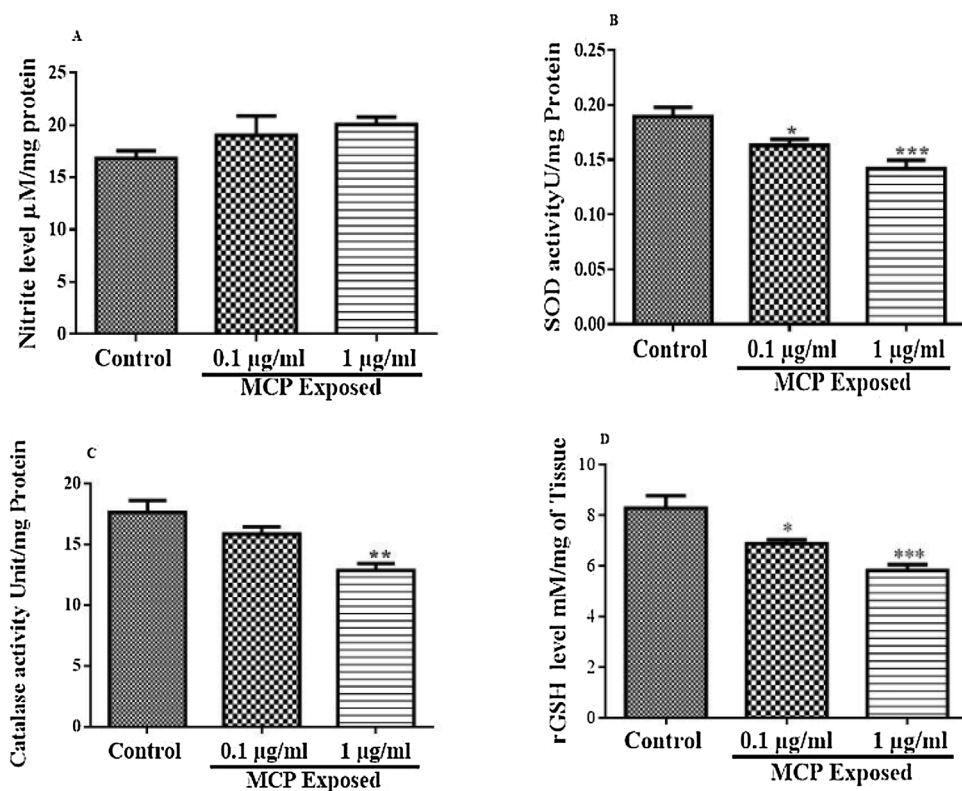 A
Nitrite level µM/mg protein
25
20
15
10
5
0
Control
0.1 µg/ml
1 µg/ml
MCP Exposed
B
SOD activityU/mg Protein
0.25
0.20
0.15
0.10
0.05
0.00
*
***
Control
0.1 µg/ml
1 µg/ml
MCP Exposed
C
Catalase activity Unit/mg Protein
20
15
10
5
0
**
Control
0.1 µg/ml
1 µg/ml
MCP Exposed
D
rGSH level mM/mg of Tissue
10
8
6
4
2
0
*
***
Control
0.1 µg/ml
1 µg/ml
MCP Exposed